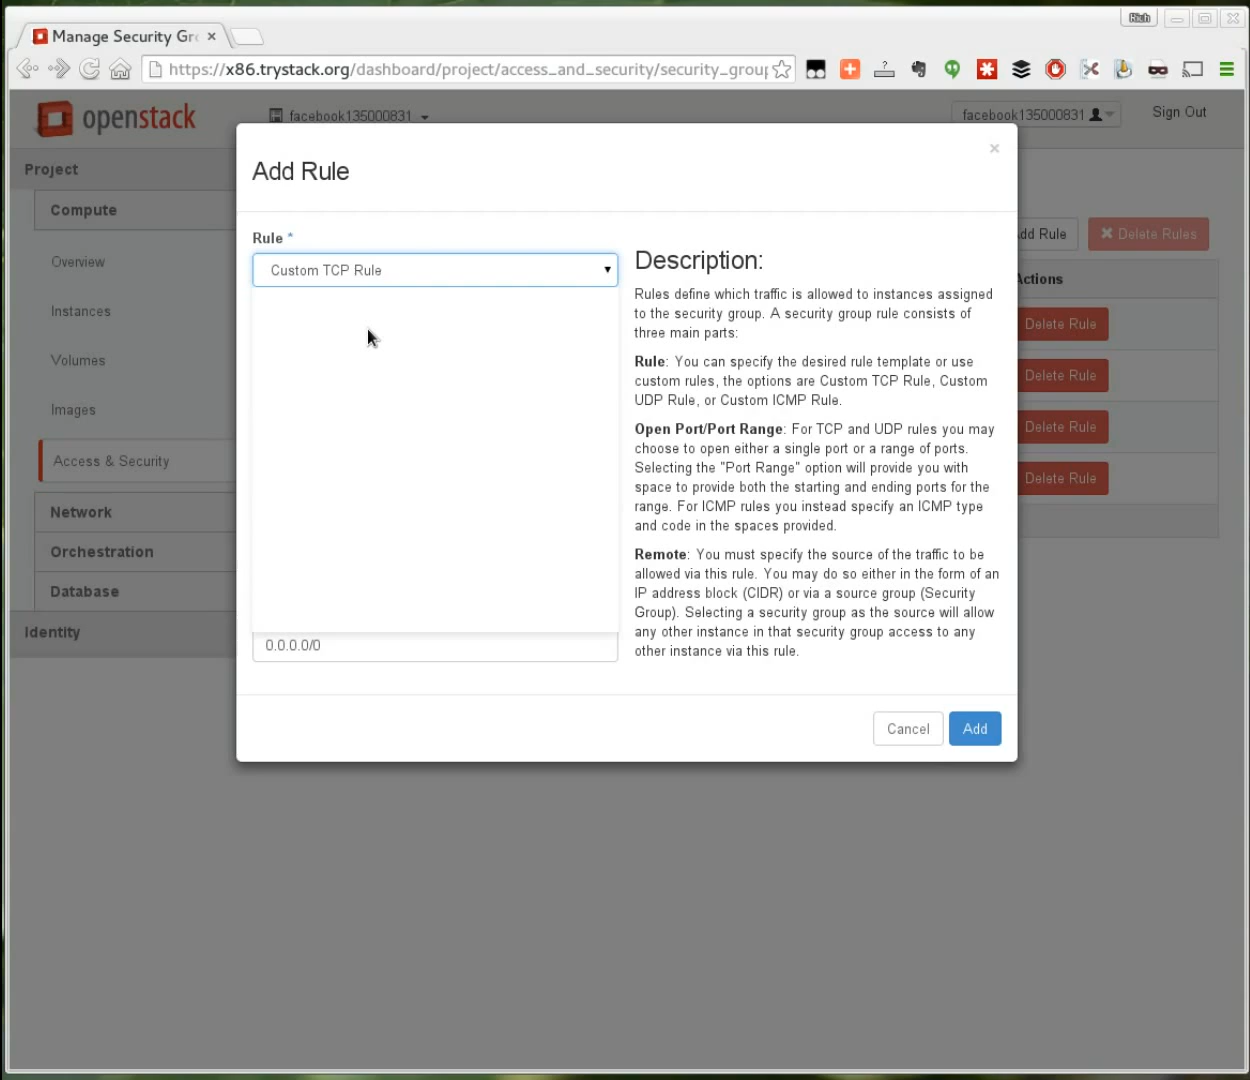 Rich
Manage Security Gr
https://x86.trystack.org/dashboard/project/access_and_security/security_group
openstack
facebook135000831
facebook135000831
Sign Out
Project
Compute
Overview
Instances
Volumes
Images
Access & Security
Network
Orchestration
Database
Identity
Add Rule
Rule *
Custom TCP Rule
0.0.0.0/0
Description:
Rules define which traffic is allowed to instances assigned
to the security group. A security group rule consists of
three main parts:
Rule: You can specify the desired rule template or use
custom rules, the options are Custom TCP Rule, Custom
UDP Rule, or Custom ICMP Rule.
Open Port/Port Range: For TCP and UDP rules you may
choose to open either a single port or a range of ports.
Selecting the "Port Range" option will provide you with
space to provide both the starting and ending ports for the
range. For ICMP rules you instead specify an ICMP type
and code in the spaces provided.
Remote: You must specify the source of the traffic to be
allowed via this rule. You may do so either in the form of an
IP address block (CIDR) or via a source group (Security
Group). Selecting a security group as the source will allow
any other instance in that security group access to any
other instance via this rule.
Cancel
Add
dd Rule
Delete Rules
Actions
Delete Rule
Delete Rule
Delete Rule
Delete Rule